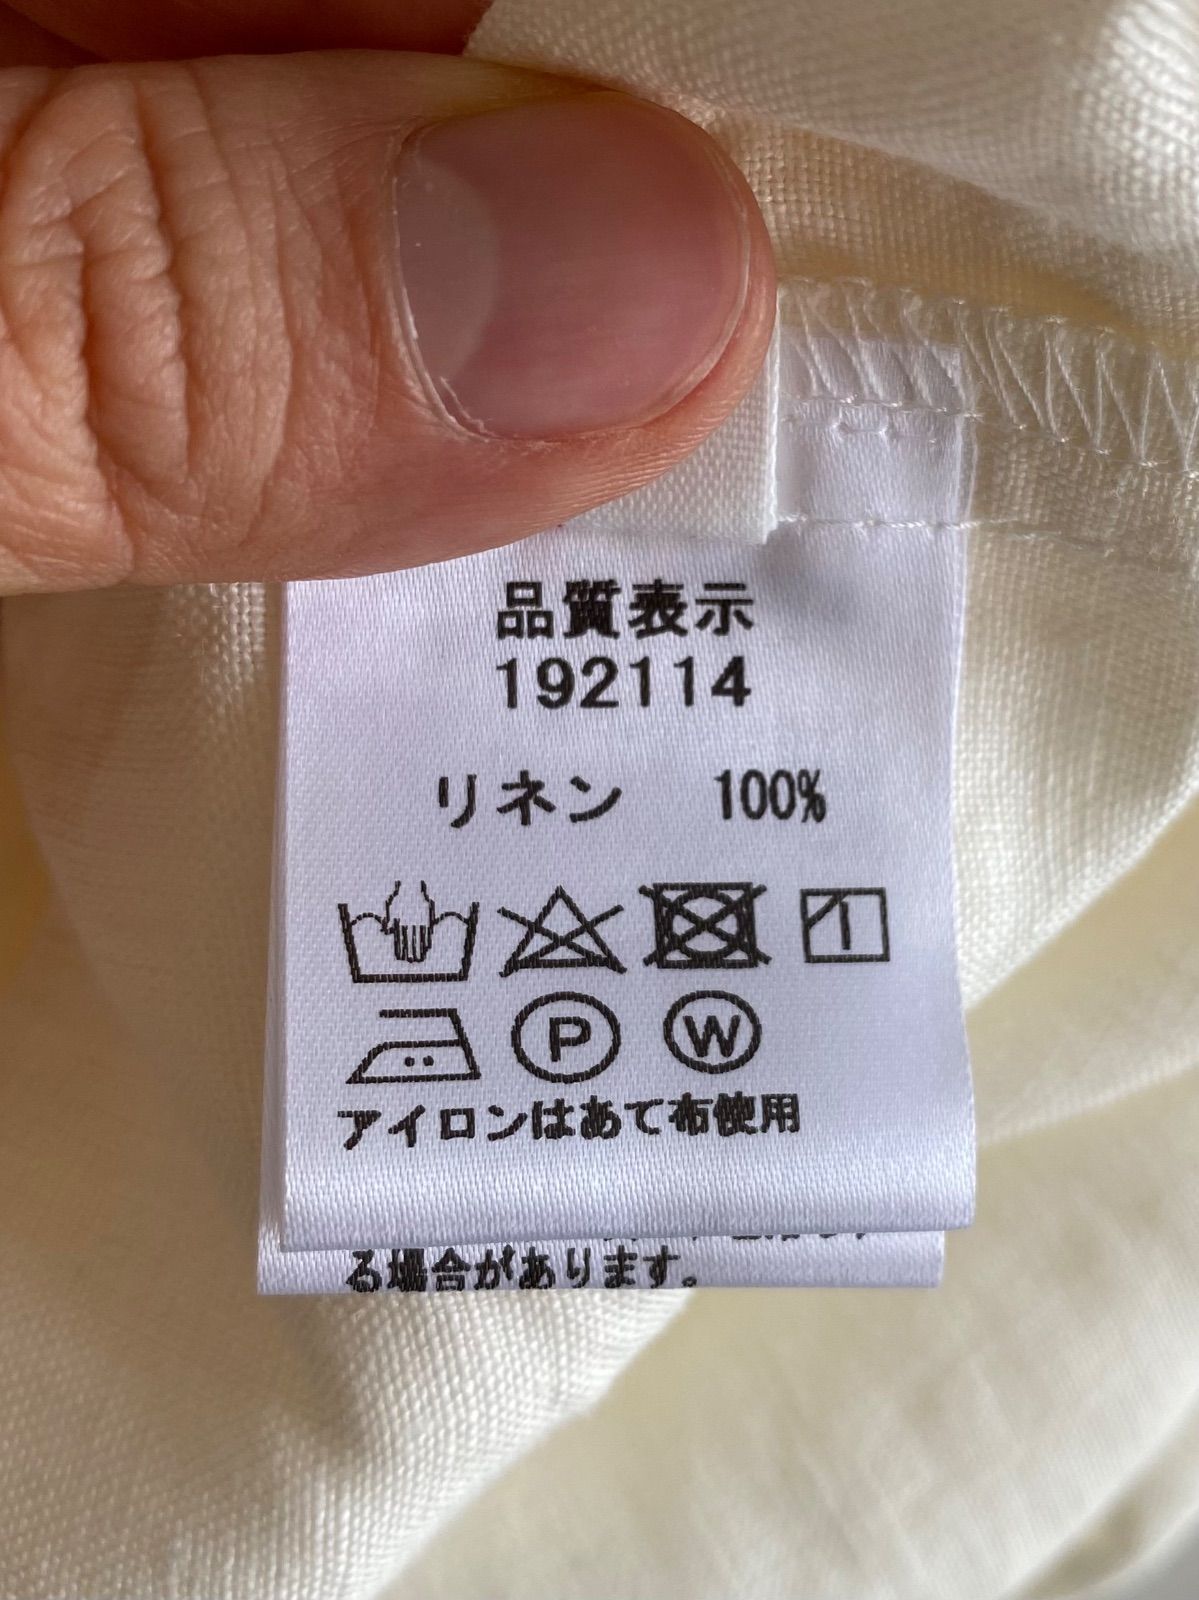 品質表示
192114
リネン 100%
P W
アイロンはあて布使用
る場合があります。